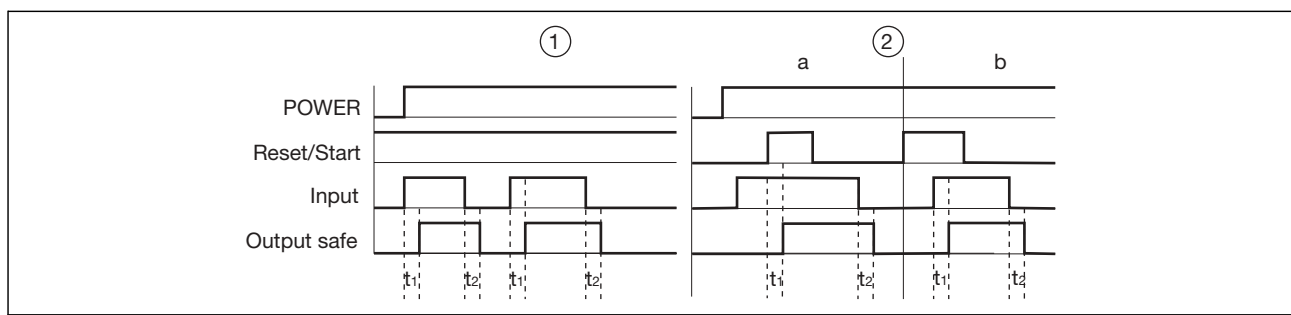 ① ②
a b
POWER
Reset/Start
Input
Output safe
t1 t2 t1 t2 t1 t2 t1 t2